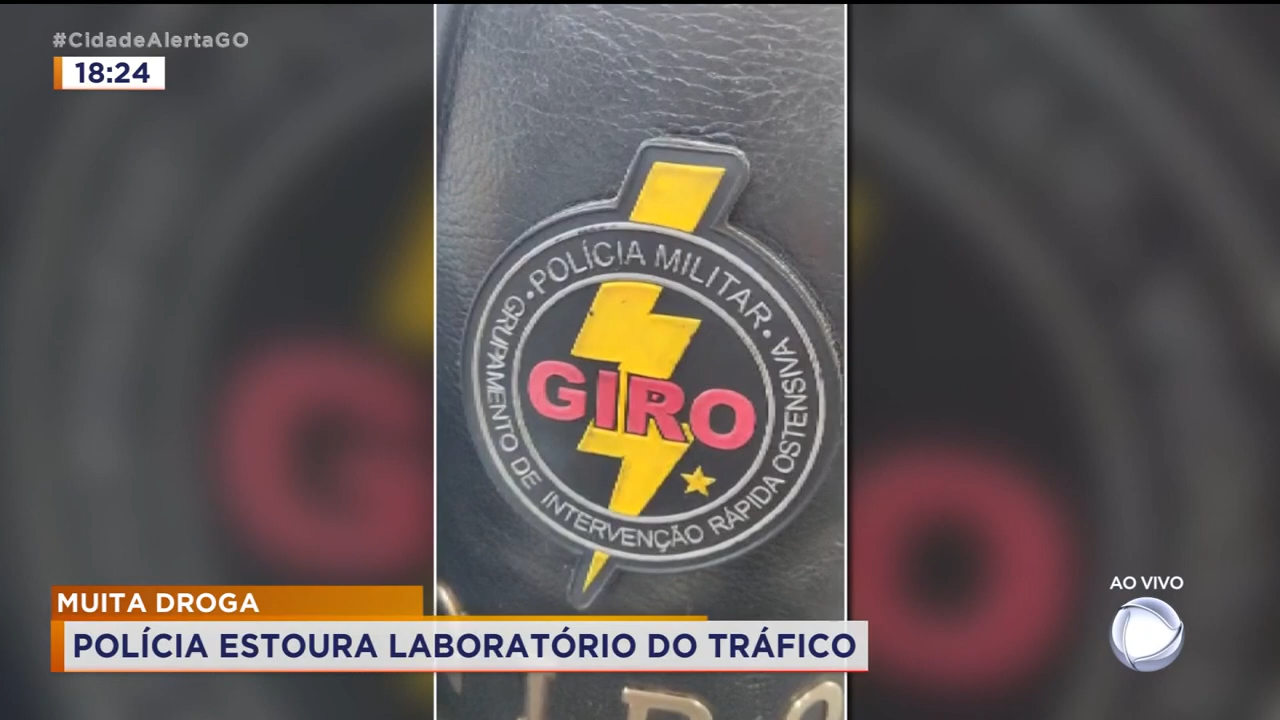 #CidadeAlertaGO
18:24
POLÍCIA MILITAR
GIRO
GRUPAMENTO DE INTERVENÇÃO RÁPIDA OSTENSIVA
AO VIVO
MUITA DROGA
POLÍCIA ESTOURA LABORATÓRIO DO TRÁFICO